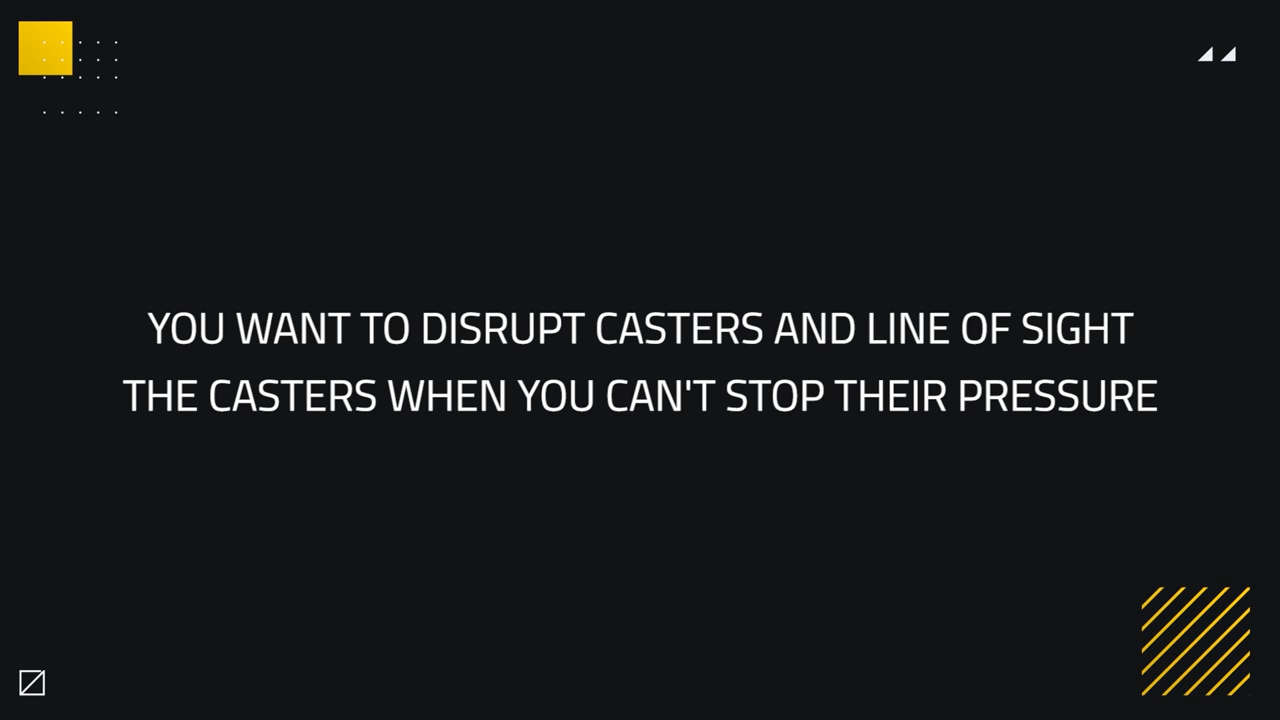 YOU WANT TO DISRUPT CASTERS AND LINE OF SIGHT
THE CASTERS WHEN YOU CAN'T STOP THEIR PRESSURE